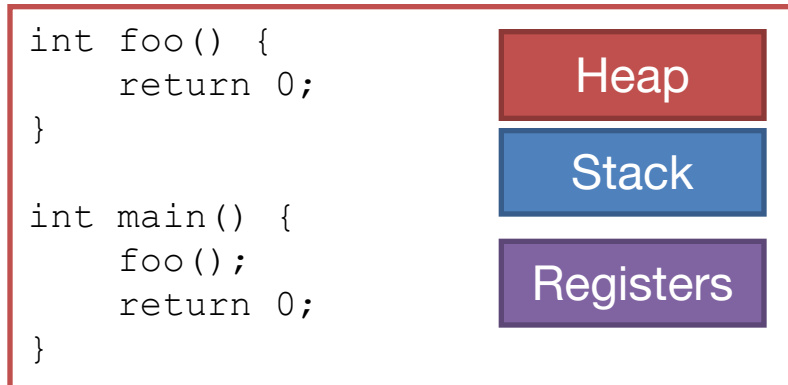 int foo() {
    return 0;
}
int main() {
    foo();
    return 0;
}
Heap
Stack
Registers